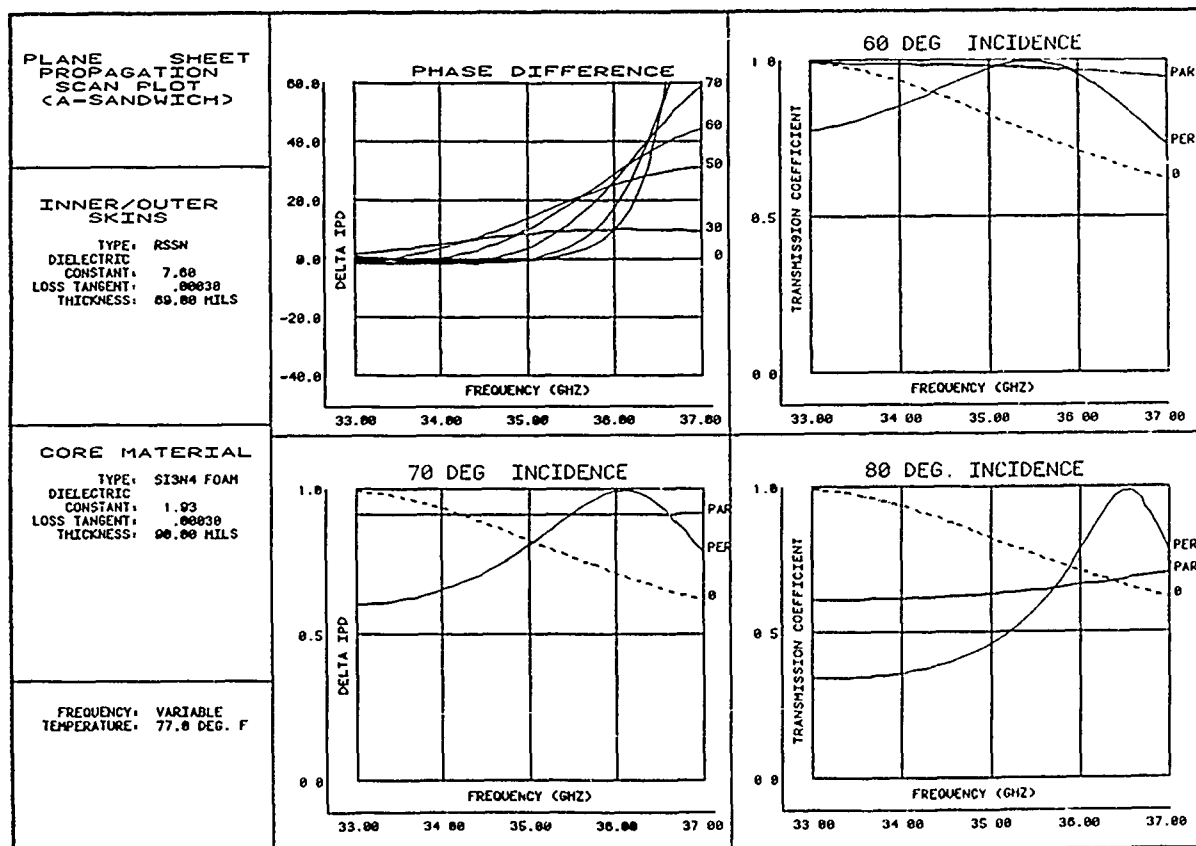 PLANE SHEET
PROPAGATION
SCAN PLOT
(A-SANDWICH)
INNER/OUTER
SKINS
TYPE: RSSN
DIELECTRIC
CONSTANT: 7.60
LOSS TANGENT: .00030
THICKNESS: 69.00 MILS
CORE MATERIAL
TYPE: SI3N4 FOAM
DIELECTRIC
CONSTANT: 1.93
LOSS TANGENT: .00030
THICKNESS: 90.00 MILS
FREQUENCY: VARIABLE
TEMPERATURE: 77.0 DEG. F
PHASE DIFFERENCE
60.0
40.0
20.0
0.0
-20.0
-40.0
DELTA IPD
70
60
50
30
0
FREQUENCY (GHZ)
33.00 34.00 35.00 36.00 37.00
60 DEG INCIDENCE
1 0
0.5
0 0
TRANSMISSION COEFFICIENT
PAR
PER
0
FREQUENCY (GHZ)
33.00 34 00 35.00 36 00 37.00
70 DEG INCIDENCE
1.0
0.5
0 0
DELTA IPD
PAR
PER
0
FREQUENCY (GHZ)
33.00 34 00 35.00 36.00 37 00
80 DEG. INCIDENCE
1.0
0.5
0 0
TRANSMISSION COEFFICIENT
PER
PAR
0
FREQUENCY (GHZ)
33 00 34 00 35.00 36.00 37.00